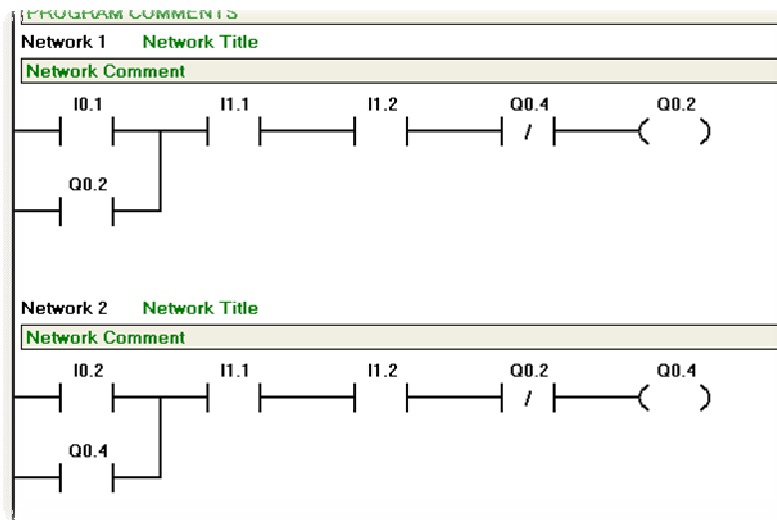 PROGRAM COMMENTS
Network 1 Network Title
Network Comment
I0.1 I1.1 I1.2 Q0.4 Q0.2
/
Q0.2
Network 2 Network Title
Network Comment
I0.2 I1.1 I1.2 Q0.2 Q0.4
/
Q0.4